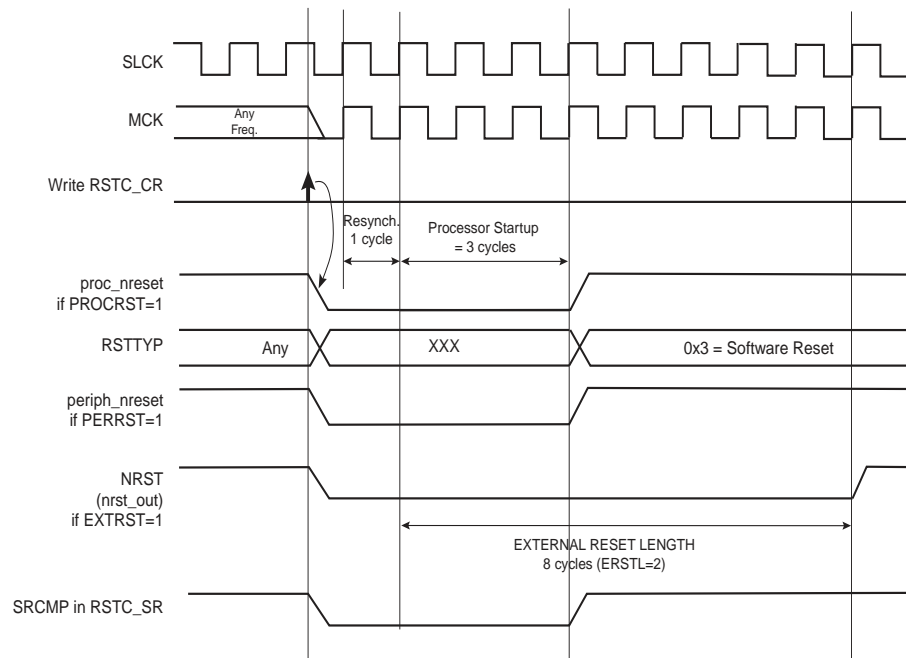 SLCK
MCK
Any
Freq.
Write RSTC_CR
Resynch.
1 cycle
Processor Startup
= 3 cycles
proc_nreset
if PROCRST=1
RSTTYP
Any
XXX
0x3 = Software Reset
periph_nreset
if PERRST=1
NRST
(nrst_out)
if EXTRST=1
EXTERNAL RESET LENGTH
8 cycles (ERSTL=2)
SRCMP in RSTC_SR